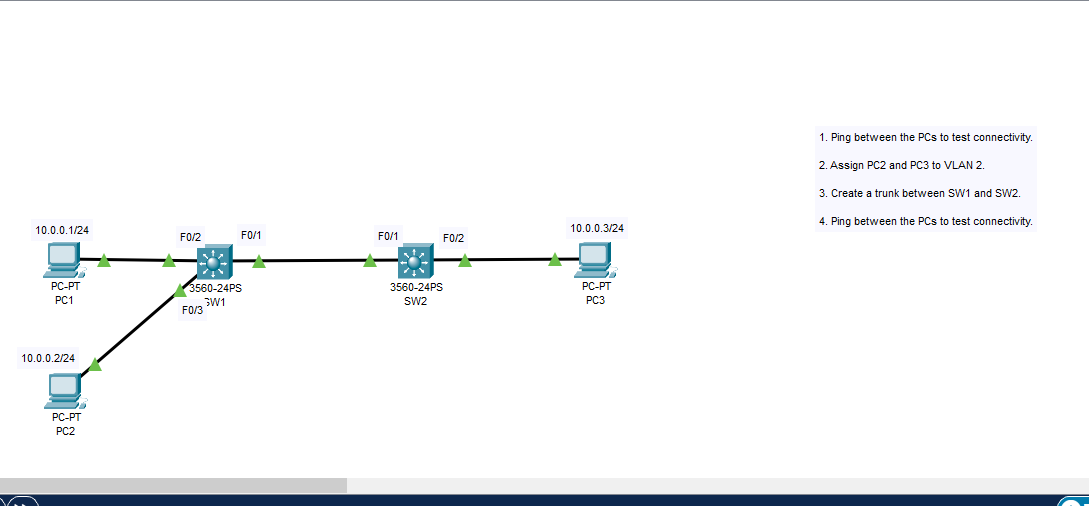 1. Ping between the PCs to test connectivity.
2. Assign PC2 and PC3 to VLAN 2.
3. Create a trunk between SW1 and SW2.
4. Ping between the PCs to test connectivity.
10.0.0.1/24
F0/2
F0/1
F0/1
F0/2
10.0.0.3/24
PC-PT
PC1
3560-24PS
SW1
F0/3
3560-24PS
SW2
PC-PT
PC3
10.0.0.2/24
PC-PT
PC2